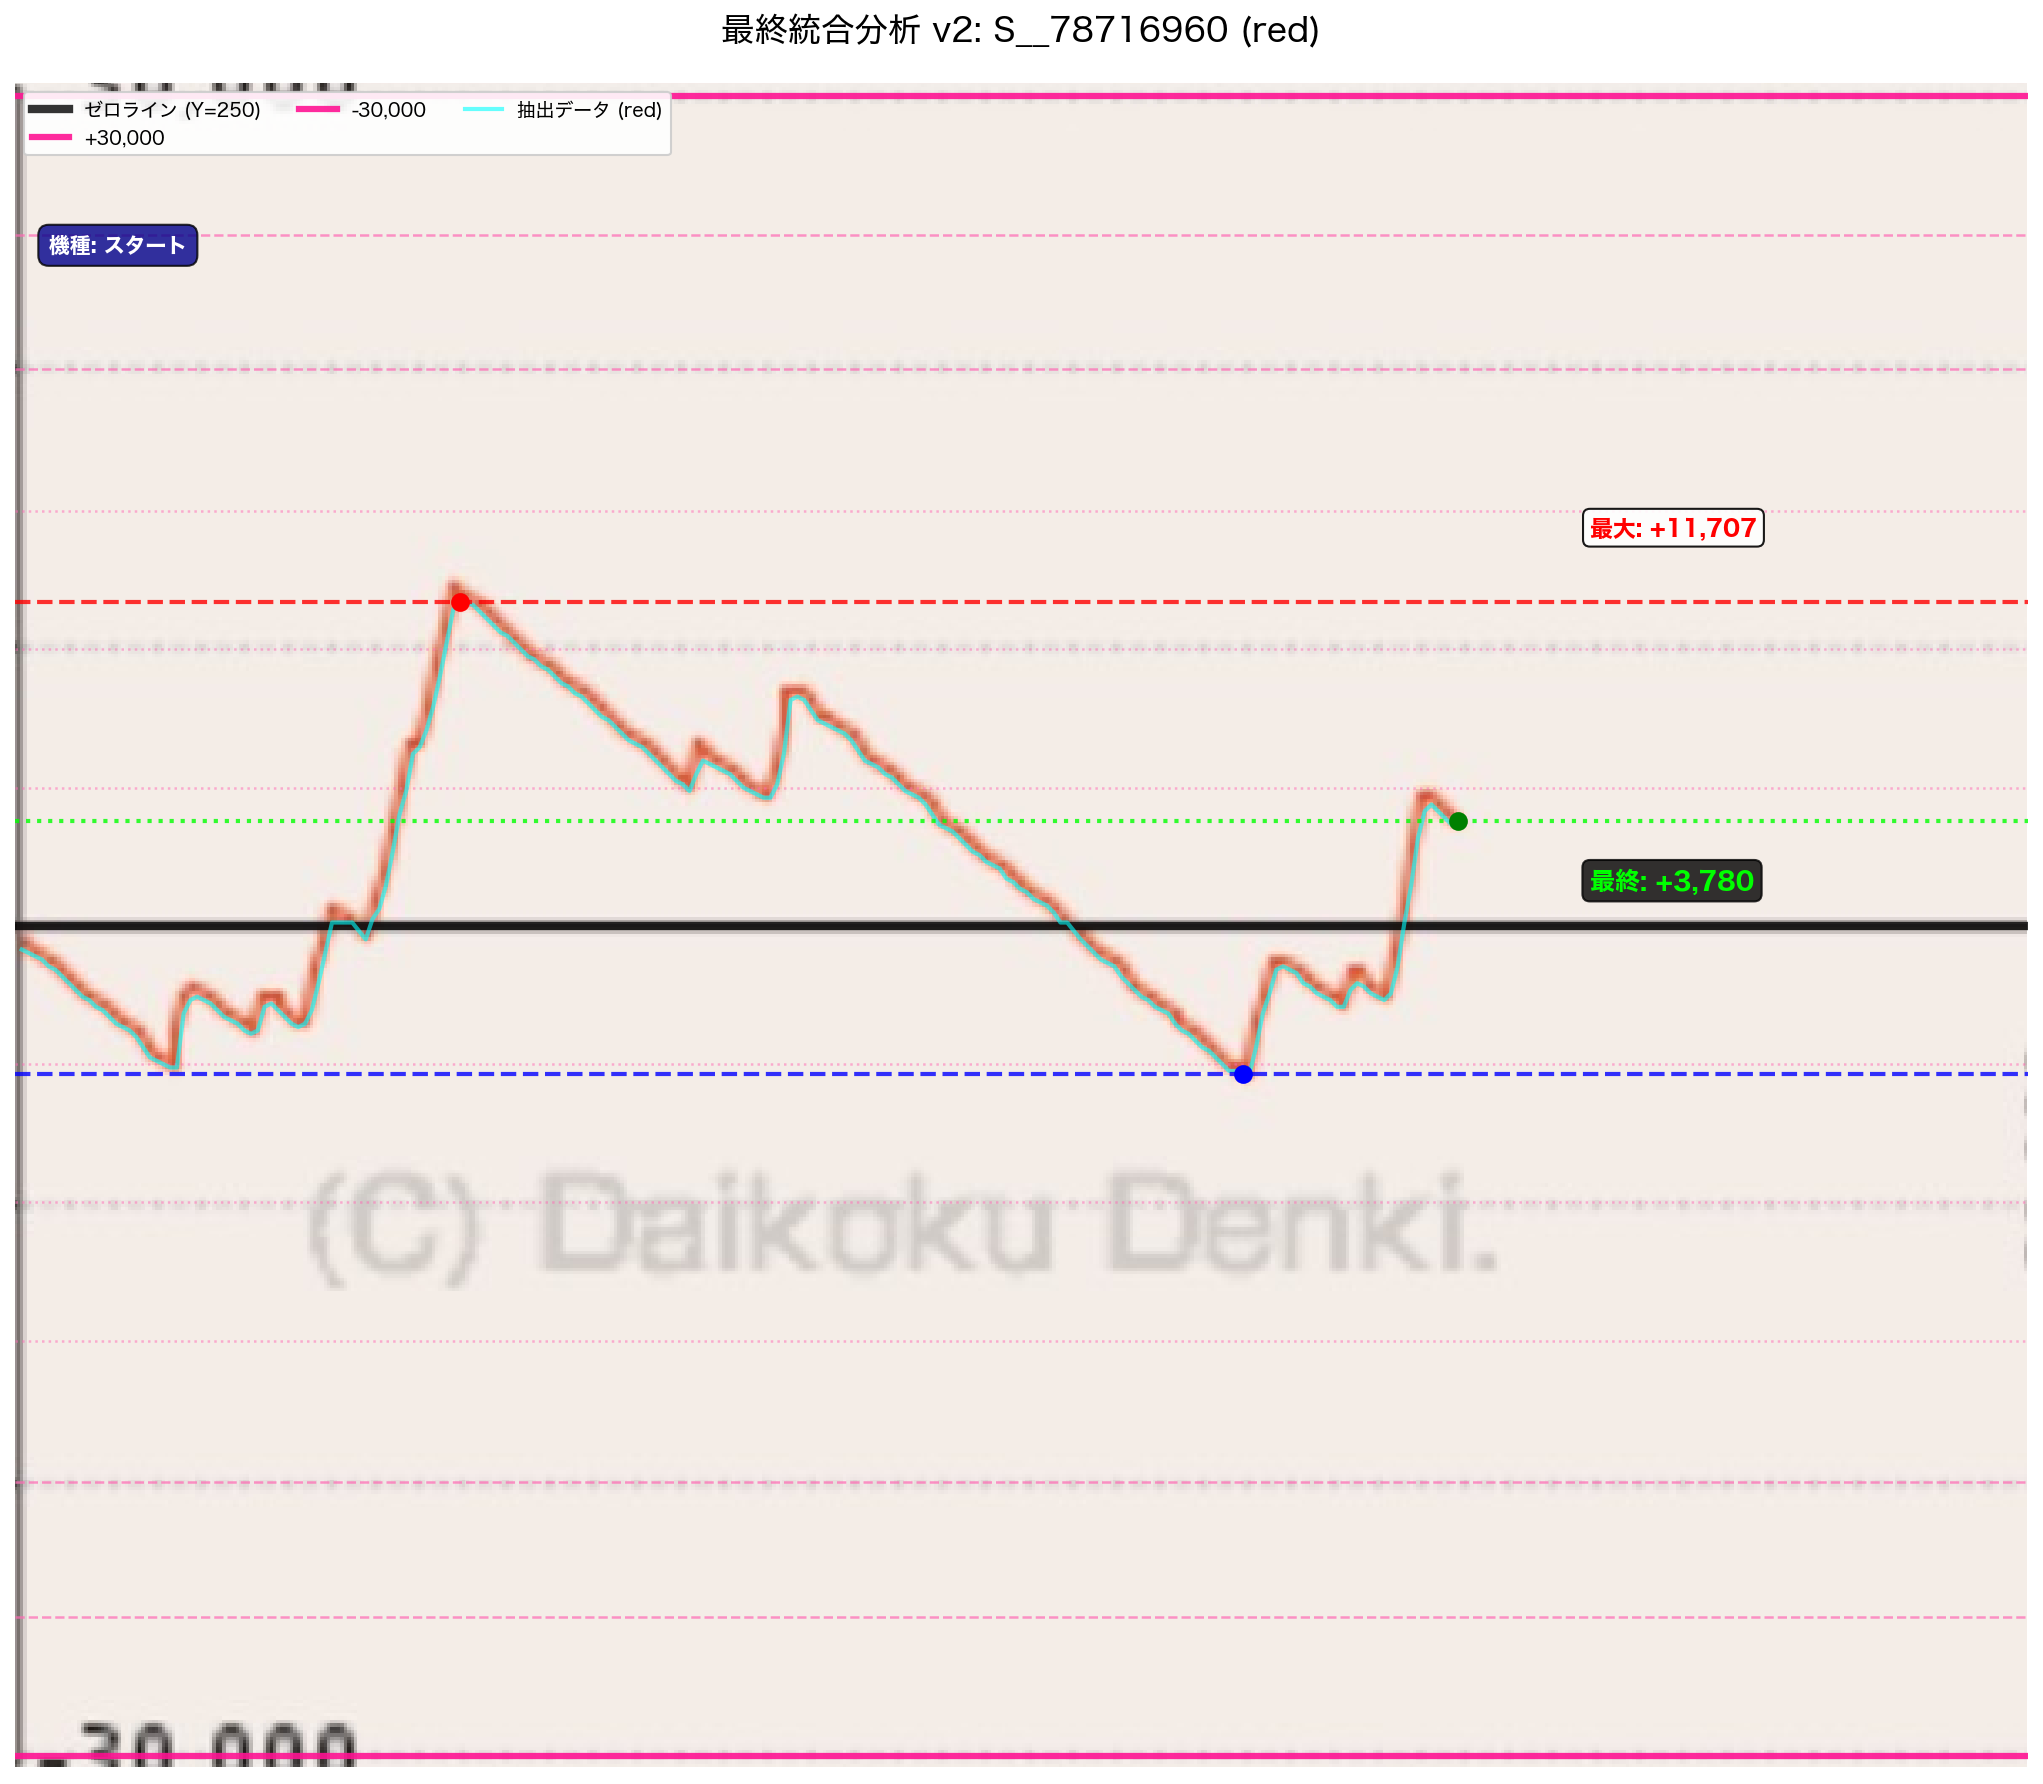 最終統合分析 v2: S__78716960 (red)
ゼロライン (Y=250)
-30,000
抽出データ (red)
+30,000
機種: スタート
最大: +11,707
最終: +3,780
(C) Daikoku Denki.
-30,000